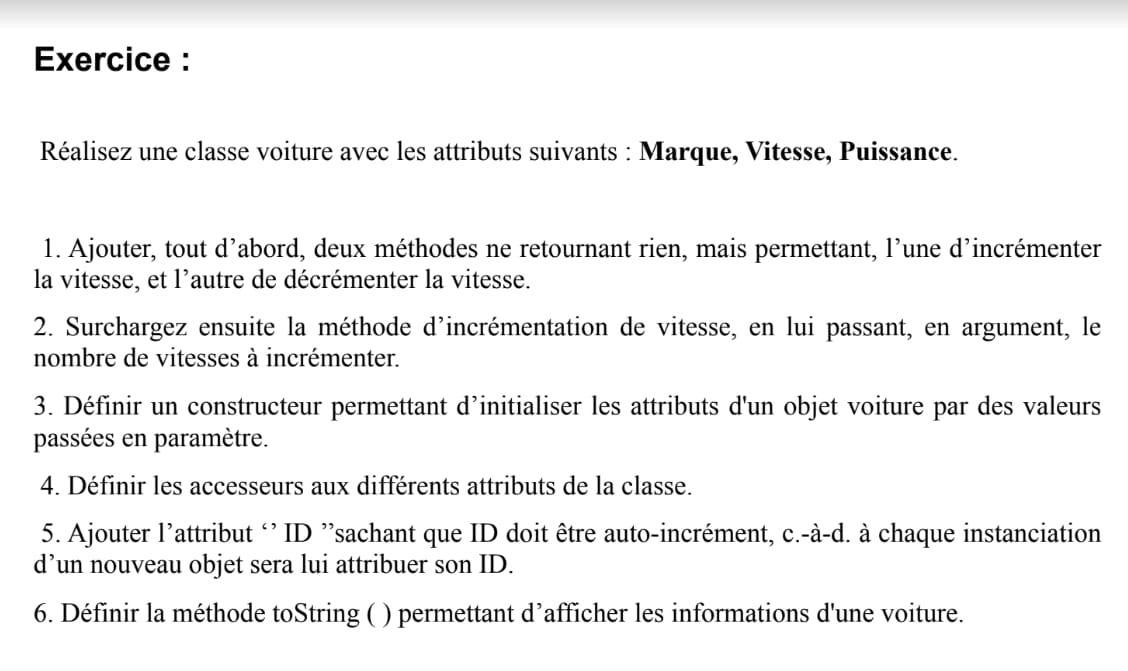 Exercice :
Réalisez une classe voiture avec les attributs suivants : Marque, Vitesse, Puissance.
1. Ajouter, tout d’abord, deux méthodes ne retournant rien, mais permettant, l’une d’incrémenter
la vitesse, et l’autre de décrémenter la vitesse.
2. Surchargez ensuite la méthode d’incrémentation de vitesse, en lui passant, en argument, le
nombre de vitesses à incrémenter.
3. Définir un constructeur permettant d’initialiser les attributs d'un objet voiture par des valeurs
passées en paramètre.
4. Définir les accesseurs aux différents attributs de la classe.
5. Ajouter l’attribut ‘’ ID ’’sachant que ID doit être auto-incrément, c.-à-d. à chaque instanciation
d’un nouveau objet sera lui attribuer son ID.
6. Définir la méthode toString ( ) permettant d’afficher les informations d'une voiture.